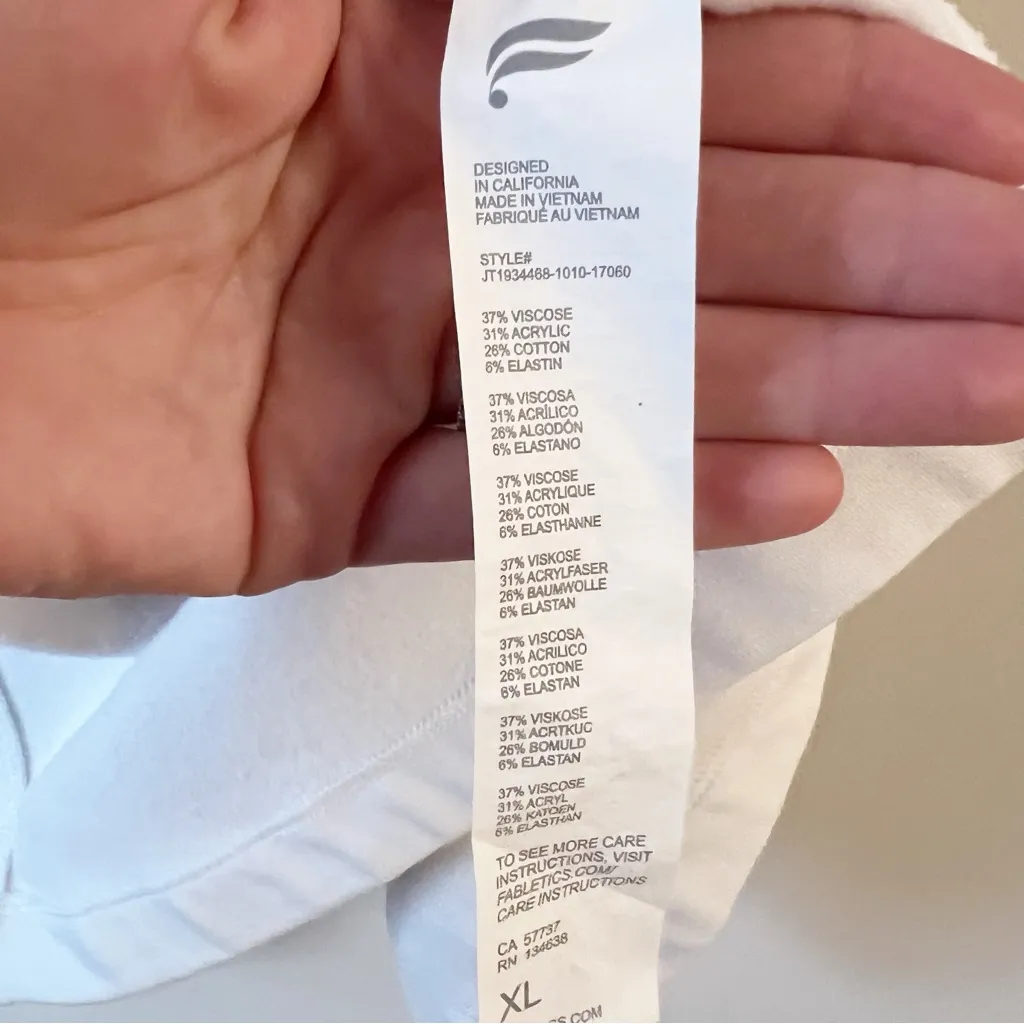 DESIGNED
IN CALIFORNIA
MADE IN VIETNAM
FABRIQUÉ AU VIETNAM
STYLE#
JT1934468-1010-17060
37% VISCOSE
31% ACRYLIC
26% COTTON
6% ELASTIN
37% VISCOSA
31% ACRÍLICO
26% ALGODÓN
6% ELASTANO
37% VISCOSE
31% ACRYLIQUE
26% COTON
6% ELASTHANNE
37% VISKOSE
31% ACRYLFASER
26% BAUMWOLLE
6% ELASTAN
37% VISCOSA
31% ACRILICO
26% COTONE
6% ELASTAN
37% VISKOSE
31% ACRTKUC
26% BOMULD
6% ELASTAN
37% VISCOSE
31% ACRYL
26% KATOEN
6% ELASTHAN
TO SEE MORE CARE
INSTRUCTIONS, VISIT
FABLETICS.COM/
CARE INSTRUCTIONS
CA 57737
RN 134638
XL
CS.COM